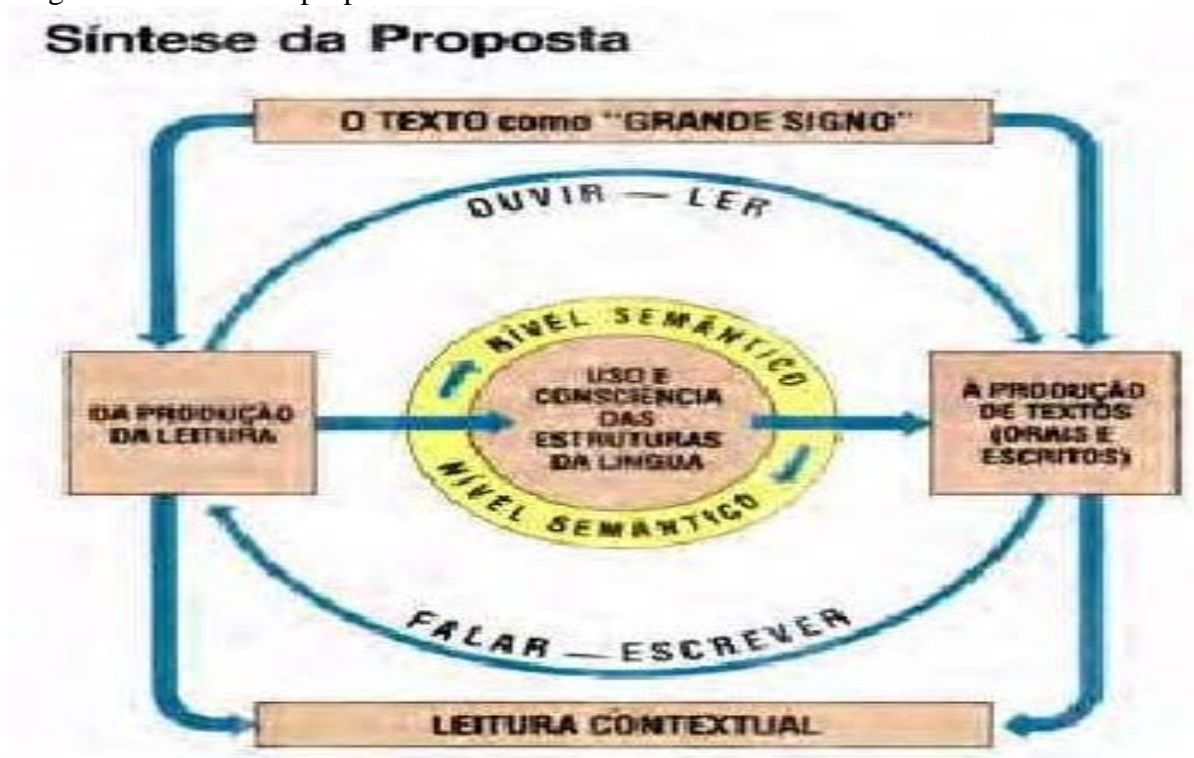 Síntese da Proposta
O TEXTO como "GRANDE SIGNO"
OUVIR — LER
NÍVEL SEMÂNTICO
DA PRODUÇÃO
DA LEITURA
USO E
CONSCIÊNCIA
DAS
ESTRUTURAS
DA LÍNGUA
À PRODUÇÃO
DE TEXTOS
(ORAIS E
ESCRITOS)
NÍVEL SEMÂNTICO
FALAR — ESCREVER
LEITURA CONTEXTUAL